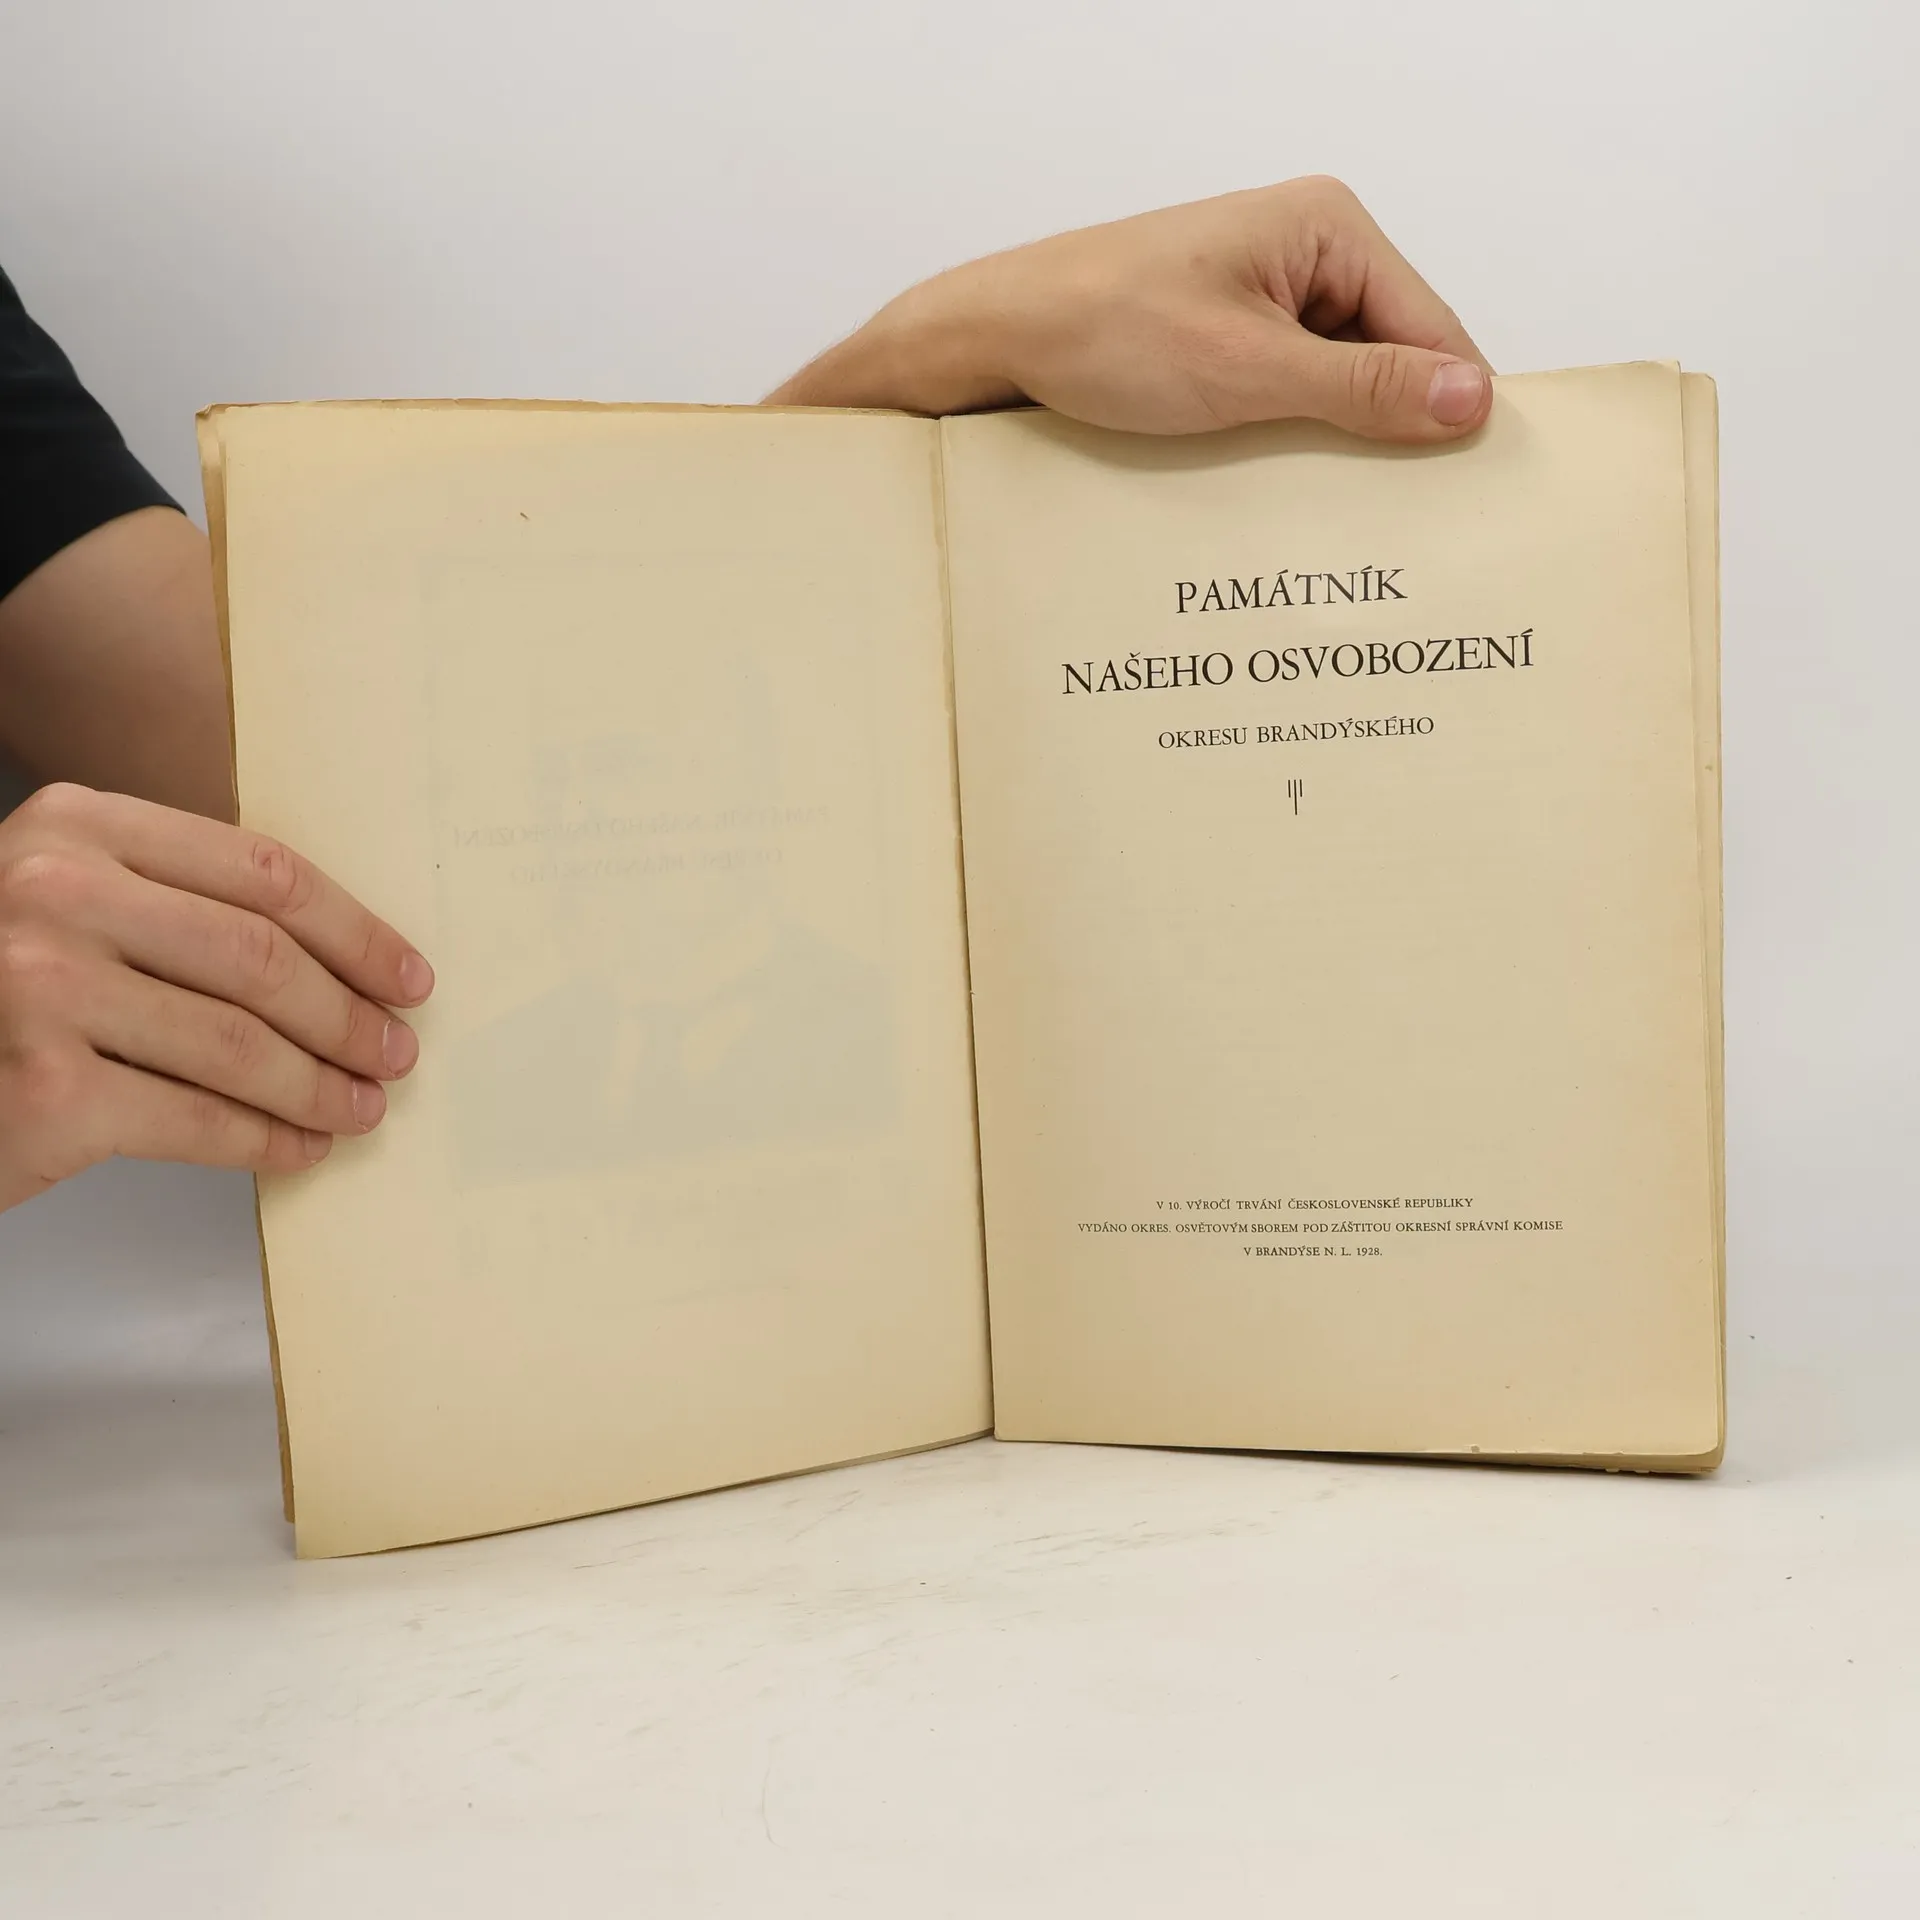 PAMÁTNÍK
NAŠEHO OSVOBOZENÍ
OKRESU BRANDÝSKÉHO
V 10. VÝROČÍ TRVÁNÍ ČESKOSLOVENSKÉ REPUBLIKY
VYDÁNO OKRES. OSVĚTOVÝM SBOREM POD ZÁŠTITOU OKRESNÍ SPRÁVNÍ KOMISE
V BRANDÝSE N. L. 1928.